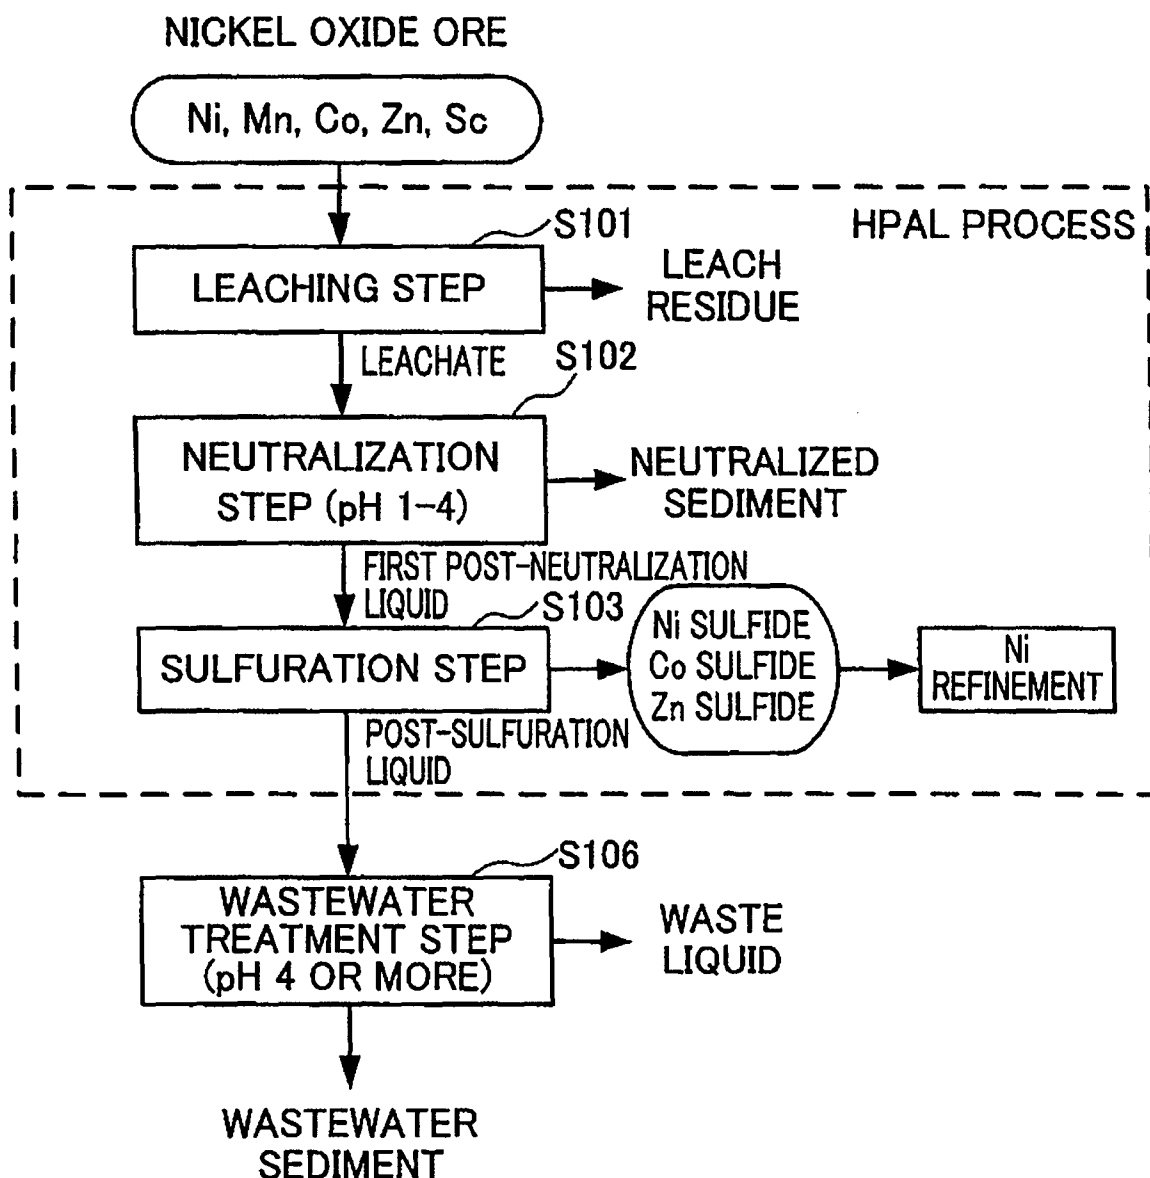 NICKEL OXIDE ORE
Ni, Mn, Co, Zn, Sc
HPAL PROCESS
S101
LEACHING STEP
LEACH
RESIDUE
LEACHATE
S102
NEUTRALIZATION
STEP (pH 1-4)
NEUTRALIZED
SEDIMENT
FIRST POST-NEUTRALIZATION
LIQUID
S103
SULFURATION STEP
Ni SULFIDE
Co SULFIDE
Zn SULFIDE
Ni
REFINEMENT
POST-SULFURATION
LIQUID
S106
WASTEWATER
TREATMENT STEP
(pH 4 OR MORE)
WASTE
LIQUID
WASTEWATER
SEDIMENT